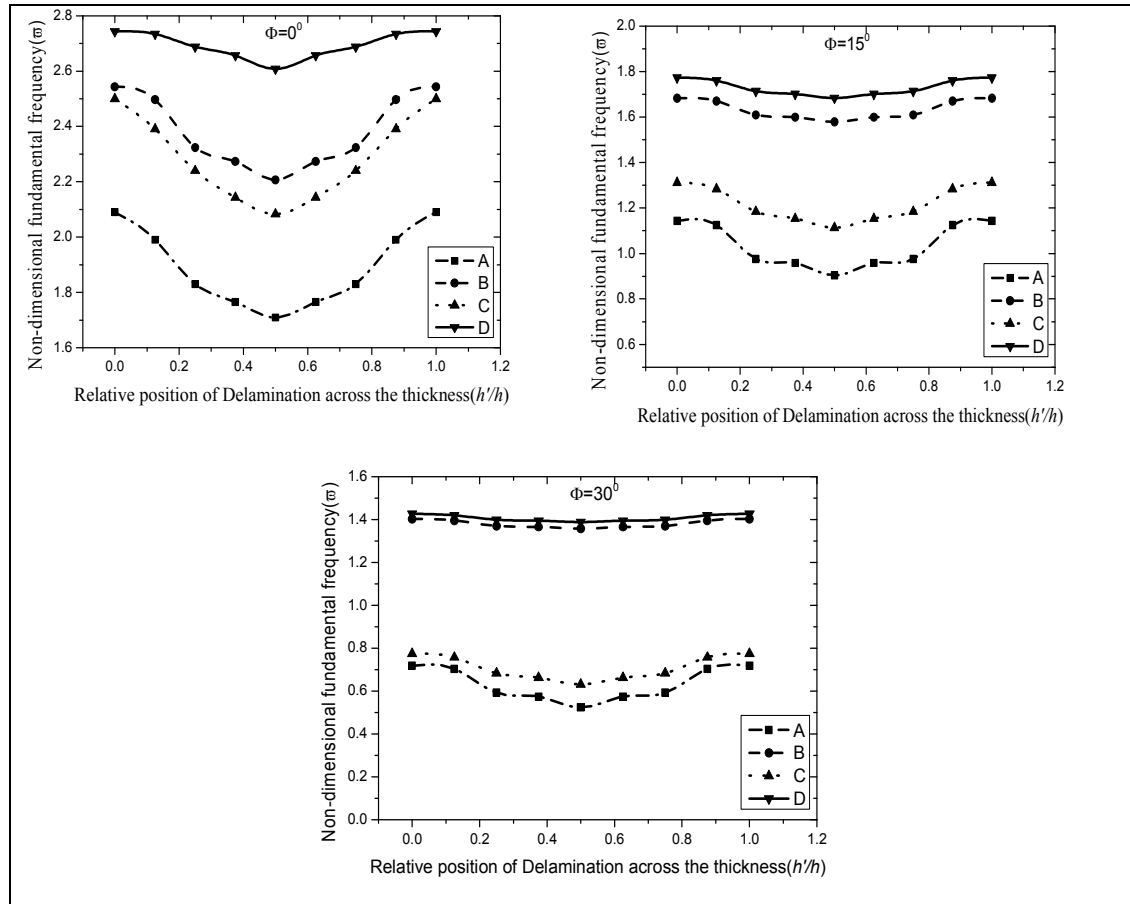 Φ=0⁰
Non-dimensional fundamental frequency(ϖ)
2.8
2.6
2.4
2.2
2.0
1.8
1.6
0.0 0.2 0.4 0.6 0.8 1.0 1.2
A
B
C
D
Relative position of Delamination across the thickness(h'/h)
Φ=15⁰
Non-dimensional fundamental frequency(ϖ)
2.0
1.8
1.6
1.4
1.2
1.0
0.8
0.6
0.0 0.2 0.4 0.6 0.8 1.0 1.2
A
B
C
D
Relative position of Delamination across the thickness(h'/h)
Φ=30⁰
Non-dimensional fundamental frequency(ϖ)
1.6
1.4
1.2
1.0
0.8
0.6
0.4
0.2
0.0
0.0 0.2 0.4 0.6 0.8 1.0 1.2
A
B
C
D
Relative position of Delamination across the thickness(h'/h)